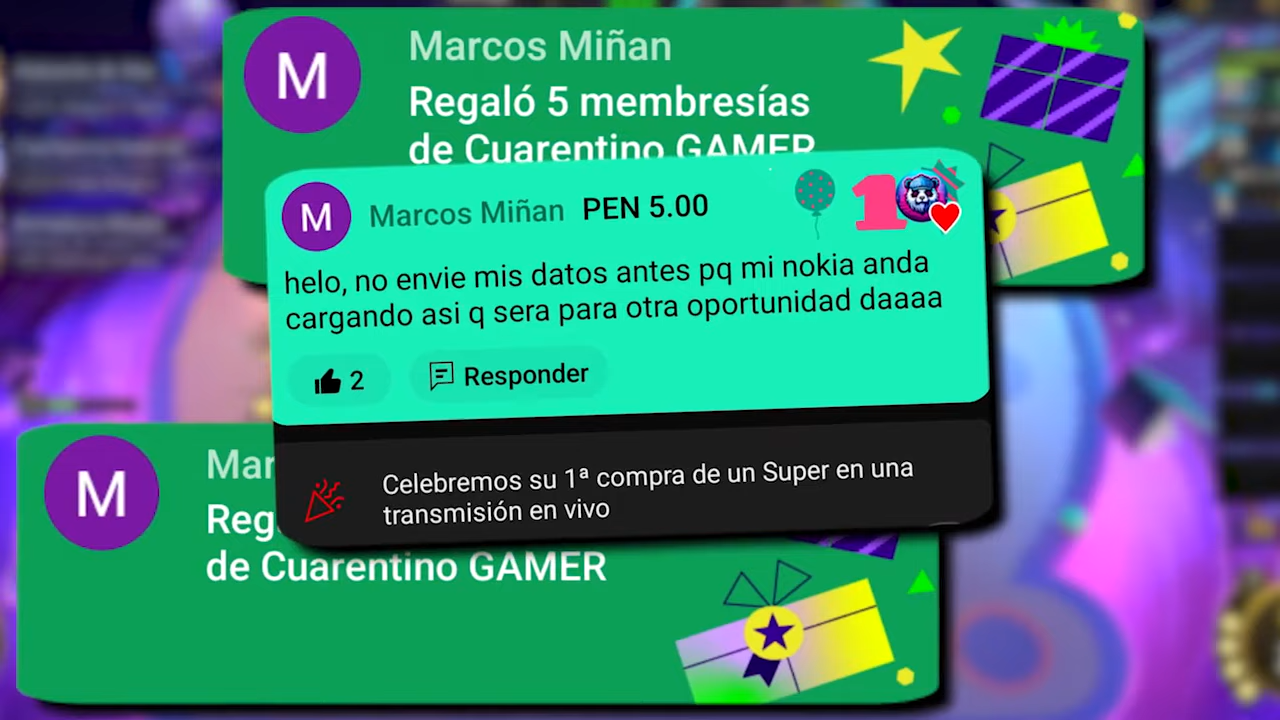 M
Marcos Miñan
Regaló 5 membresías
de Cuarentino GAMER
M
Marcos Miñan PEN 5.00
1
helo, no envie mis datos antes pq mi nokia anda
cargando asi q sera para otra oportunidad daaaa
2
Responder
Celebremos su 1ª compra de un Super en una
transmisión en vivo
M
Mar
Reg
de Cuarentino GAMER